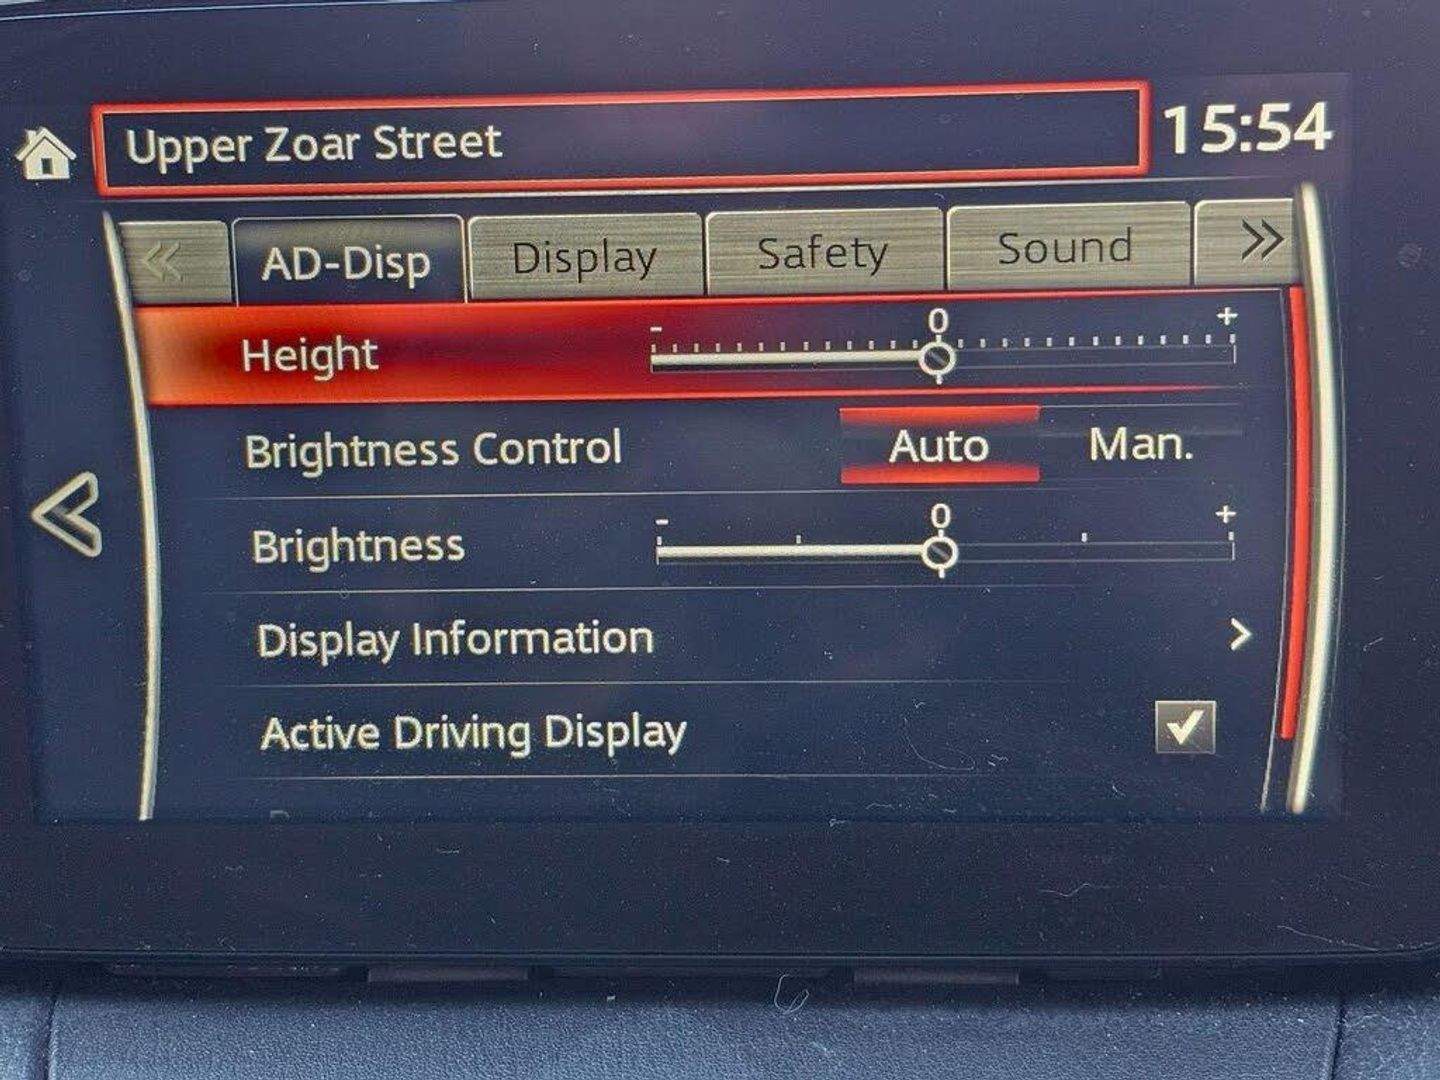 Upper Zoar Street
15:54
AD-Disp Display Safety Sound
Height - 0 +
Brightness Control Auto Man.
Brightness - 0 +
Display Information
Active Driving Display